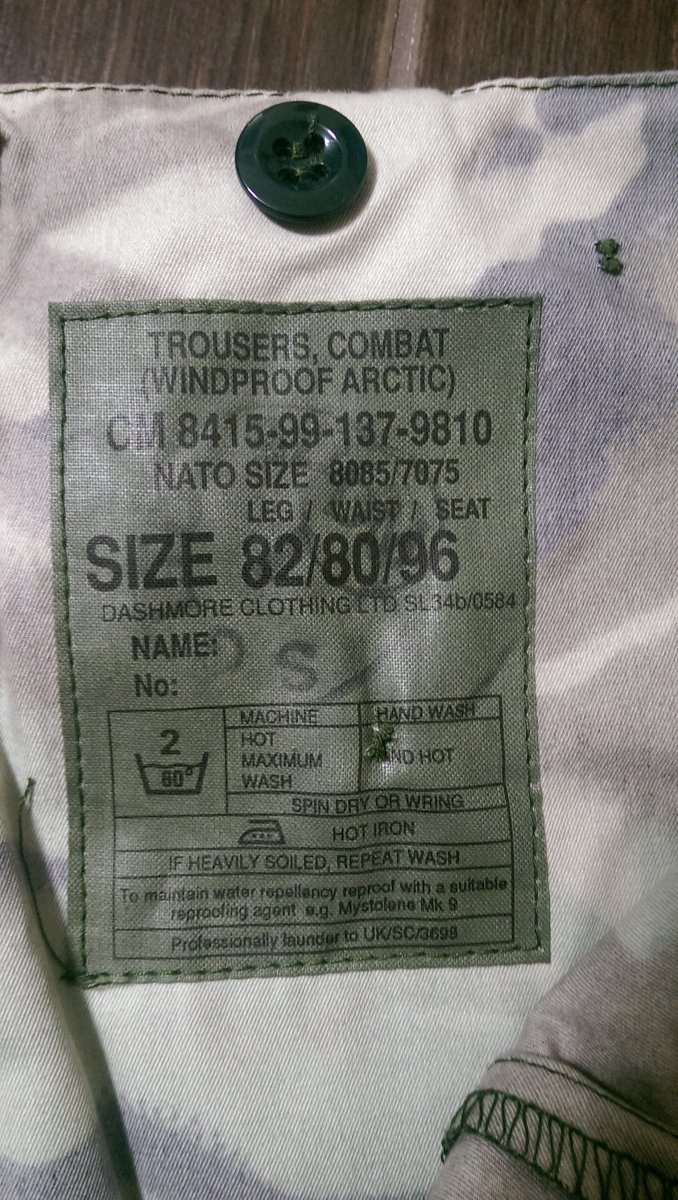 TROUSERS, COMBAT
(WINDPROOF ARCTIC)
CM 8415-99-137-9810
NATO SIZE 8085/7075
LEG / WAIST / SEAT
SIZE 82/80/96
DASHMORE CLOTHING LTD SL34b/0584
NAME:
No:
MACHINE HAND WASH
2 HOT HOT
60° MAXIMUM
WASH
SPIN DRY OR WRING
HOT IRON
IF HEAVILY SOILED, REPEAT WASH
To maintain water repellency reproof with a suitable
reproofing agent e.g. Mystolene Mk 9
Professionally launder to UK/SC/3698